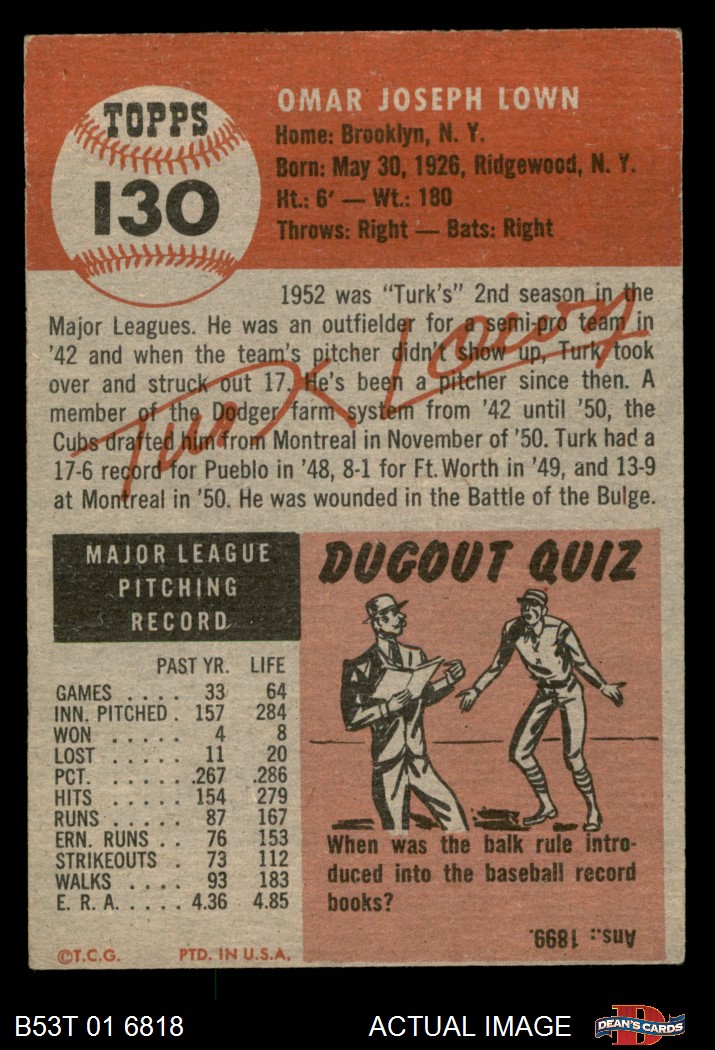 TOPPS
130
OMAR JOSEPH LOWN
Home: Brooklyn, N. Y.
Born: May 30, 1926, Ridgewood, N. Y.
Ht.: 6' — Wt.: 180
Throws: Right — Bats: Right
1952 was "Turk's" 2nd season in the
Major Leagues. He was an outfielder for a semi-pro team in
'42 and when the team's pitcher didn't show up, Turk took
over and struck out 17. He's been a pitcher since then. A
member of the Dodger farm system from '42 until '50, the
Cubs drafted him from Montreal in November of '50. Turk had a
17-6 record for Pueblo in '48, 8-1 for Ft. Worth in '49, and 13-9
at Montreal in '50. He was wounded in the Battle of the Bulge.
Turk Lown
MAJOR LEAGUE
PITCHING
RECORD
PAST YR. LIFE
GAMES . . . . 33 64
INN. PITCHED . 157 284
WON . . . . . 4 8
LOST . . . . . 11 20
PCT. . . . . . .267 .286
HITS . . . . . 154 279
RUNS . . . . . 87 167
ERN. RUNS . . 76 153
STRIKEOUTS . 73 112
WALKS . . . . 93 183
E. R. A. . . . . 4.36 4.85
©T.C.G. PTD. IN U.S.A.
DUGOUT QUIZ
When was the balk rule intro-
duced into the baseball record
books?
Ans.: 1899.
B53T 01 6818
ACTUAL IMAGE
D
DEAN'S CARDS